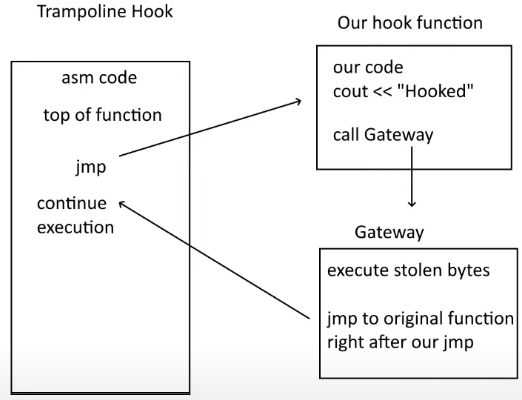 Trampoline Hook
asm code
top of function
jmp
continue
execution
Our hook function
our code
cout << "Hooked"
call Gateway
Gateway
execute stolen bytes
jmp to original function
right after our jmp